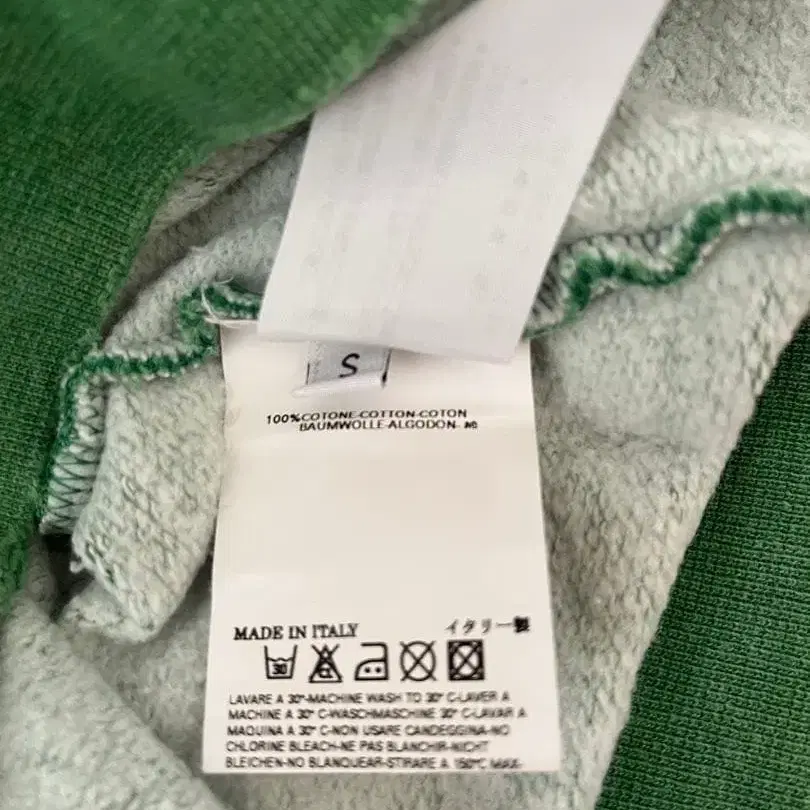 S
100%COTONE-COTTON-COTON
BAUMWOLLE-ALGODON-
MADE IN ITALY イタリー製
30
LAVARE A 30°-MACHINE WASH TO 30° C-LAVER A
MACHINE A 30° C-WASCHMASCHINE 30° C-LAVAR A
MAQUINA A 30° C-NON USARE CANDEGGINA-NO
CHLORINE BLEACH-NE PAS BLANCHIR-NICHT
BLEICHEN-NO BLANQUEAR-STIRARE A 150°C MAX-